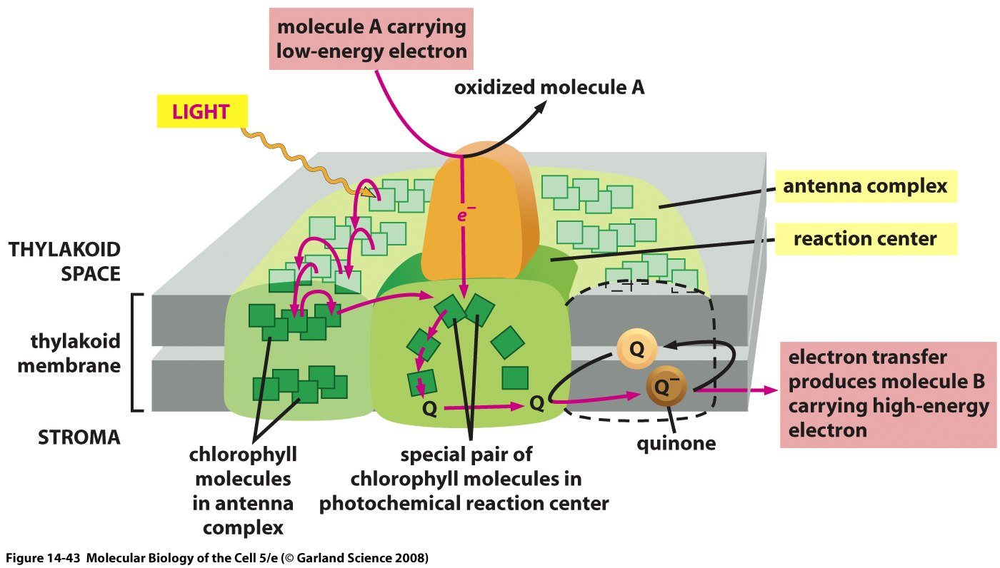 molecule A carrying
low-energy electron
oxidized molecule A
LIGHT
antenna complex
e⁻
reaction center
THYLAKOID
SPACE
thylakoid
membrane
Q
electron transfer
produces molecule B
carrying high-energy
electron
Q⁻
Q
Q
STROMA
quinone
chlorophyll
molecules
in antenna
complex
special pair of
chlorophyll molecules in
photochemical reaction center
Figure 14-43 Molecular Biology of the Cell 5/e (© Garland Science 2008)